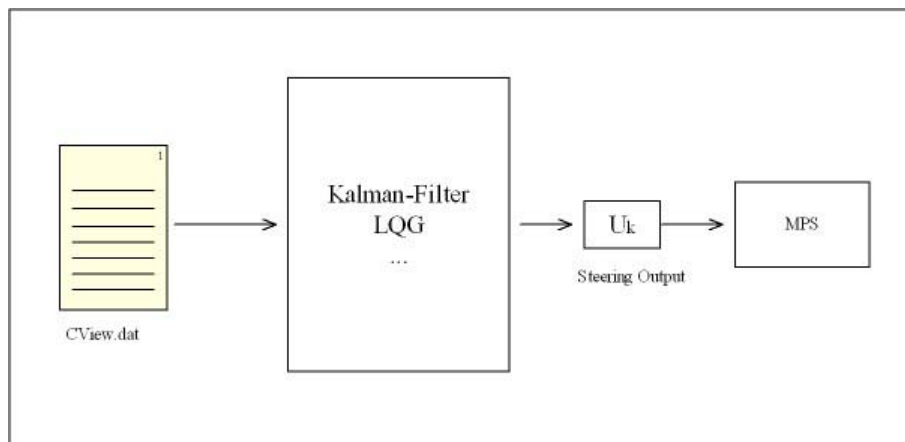 1
CView.dat
Kalman-Filter
LQG
...
Uk
Steering Output
MPS